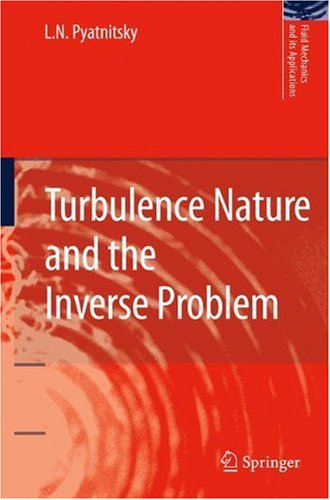 L.N. Pyatnitsky
Fluid Mechanics
and its Applications
Turbulence Nature
and the
Inverse Problem
Springer